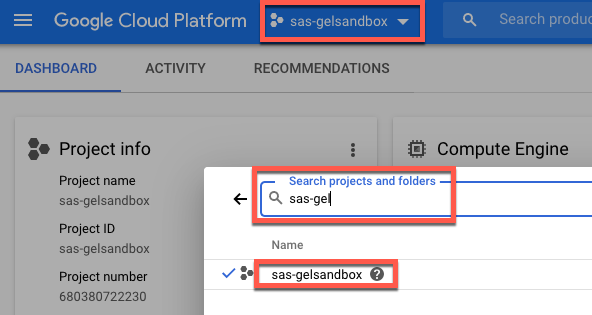 Google Cloud Platform
sas-gelsandbox
Search produc
DASHBOARD
ACTIVITY
RECOMMENDATIONS
Project info
Compute Engine
Project name
sas-gelsandbox
Project ID
sas-gelsandbox
Project number
680380722230
Search projects and folders
sas-gel
Name
sas-gelsandbox